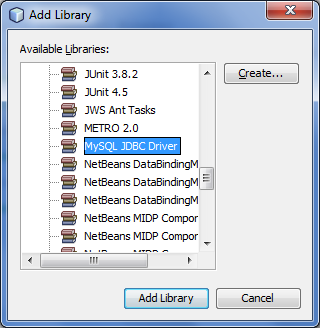 Add Library
Available Libraries:
JUnit 3.8.2
Create...
JUnit 4.5
JWS Ant Tasks
METRO 2.0
MySQL JDBC Driver
NetBeans DataBindingM
NetBeans DataBindingM
NetBeans DataBindingM
NetBeans MIDP Compor
NetBeans MIDP Compor
Add Library
Cancel